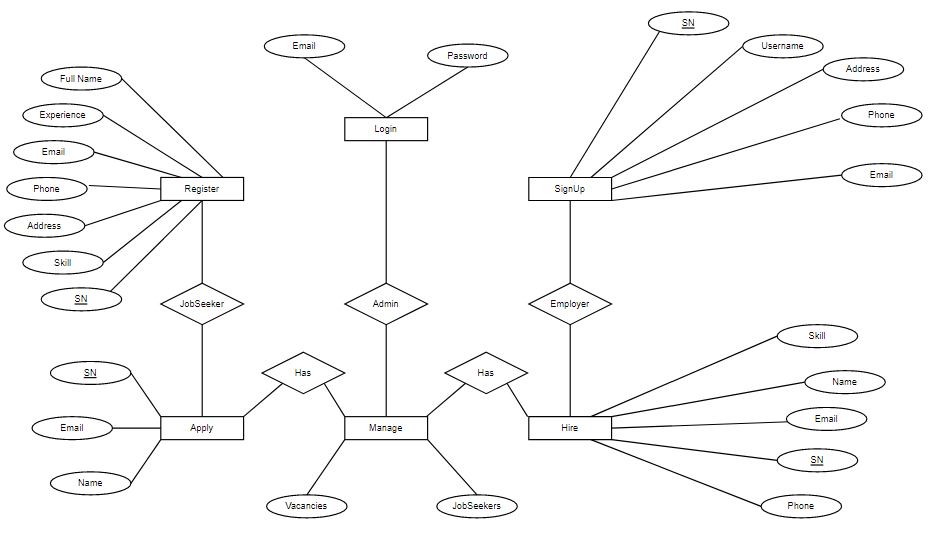 SN
Email
Username
Password
Address
Full Name
Experience
Phone
Login
Email
Email
Phone
Register
SignUp
Address
Skill
SN
JobSeeker
Admin
Employer
Skill
SN
Has
Has
Name
Email
Email
Apply
Manage
Hire
SN
Name
Vacancies
JobSeekers
Phone